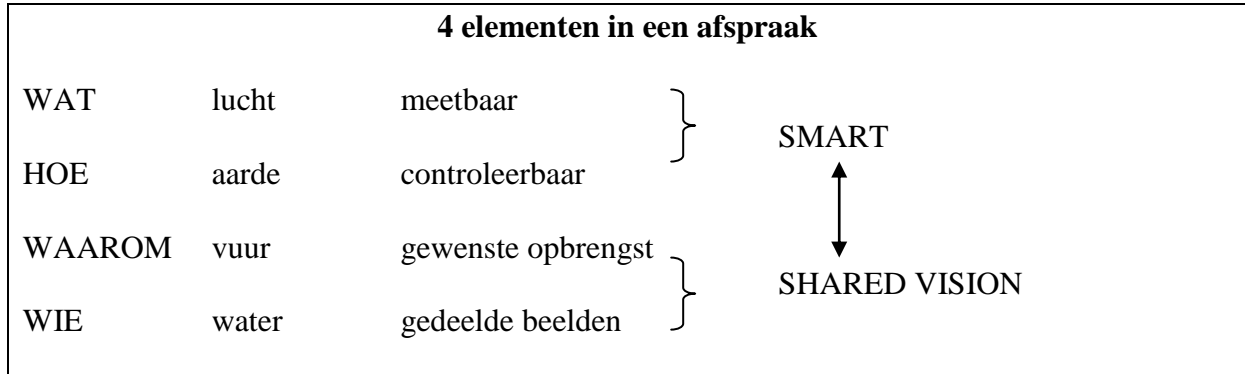 4 elementen in een afspraak
WAT lucht meetbaar
SMART
HOE aarde controleerbaar
WAAROM vuur gewenste opbrengst
SHARED VISION
WIE water gedeelde beelden